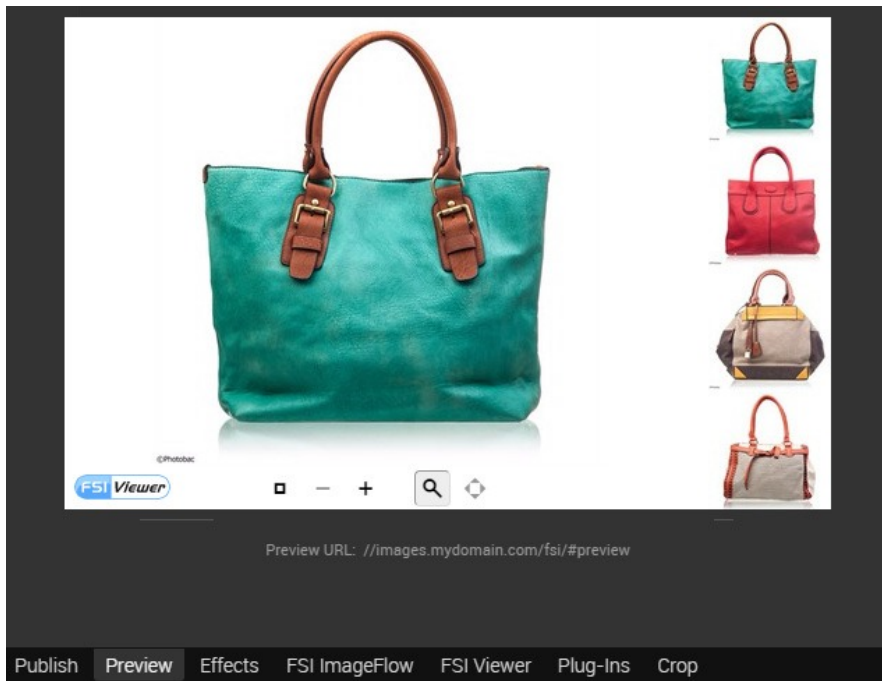 ©Photobac
FSI Viewer
Preview URL: //images.mydomain.com/fsi/#preview
Publish Preview Effects FSI ImageFlow FSI Viewer Plug-Ins Crop